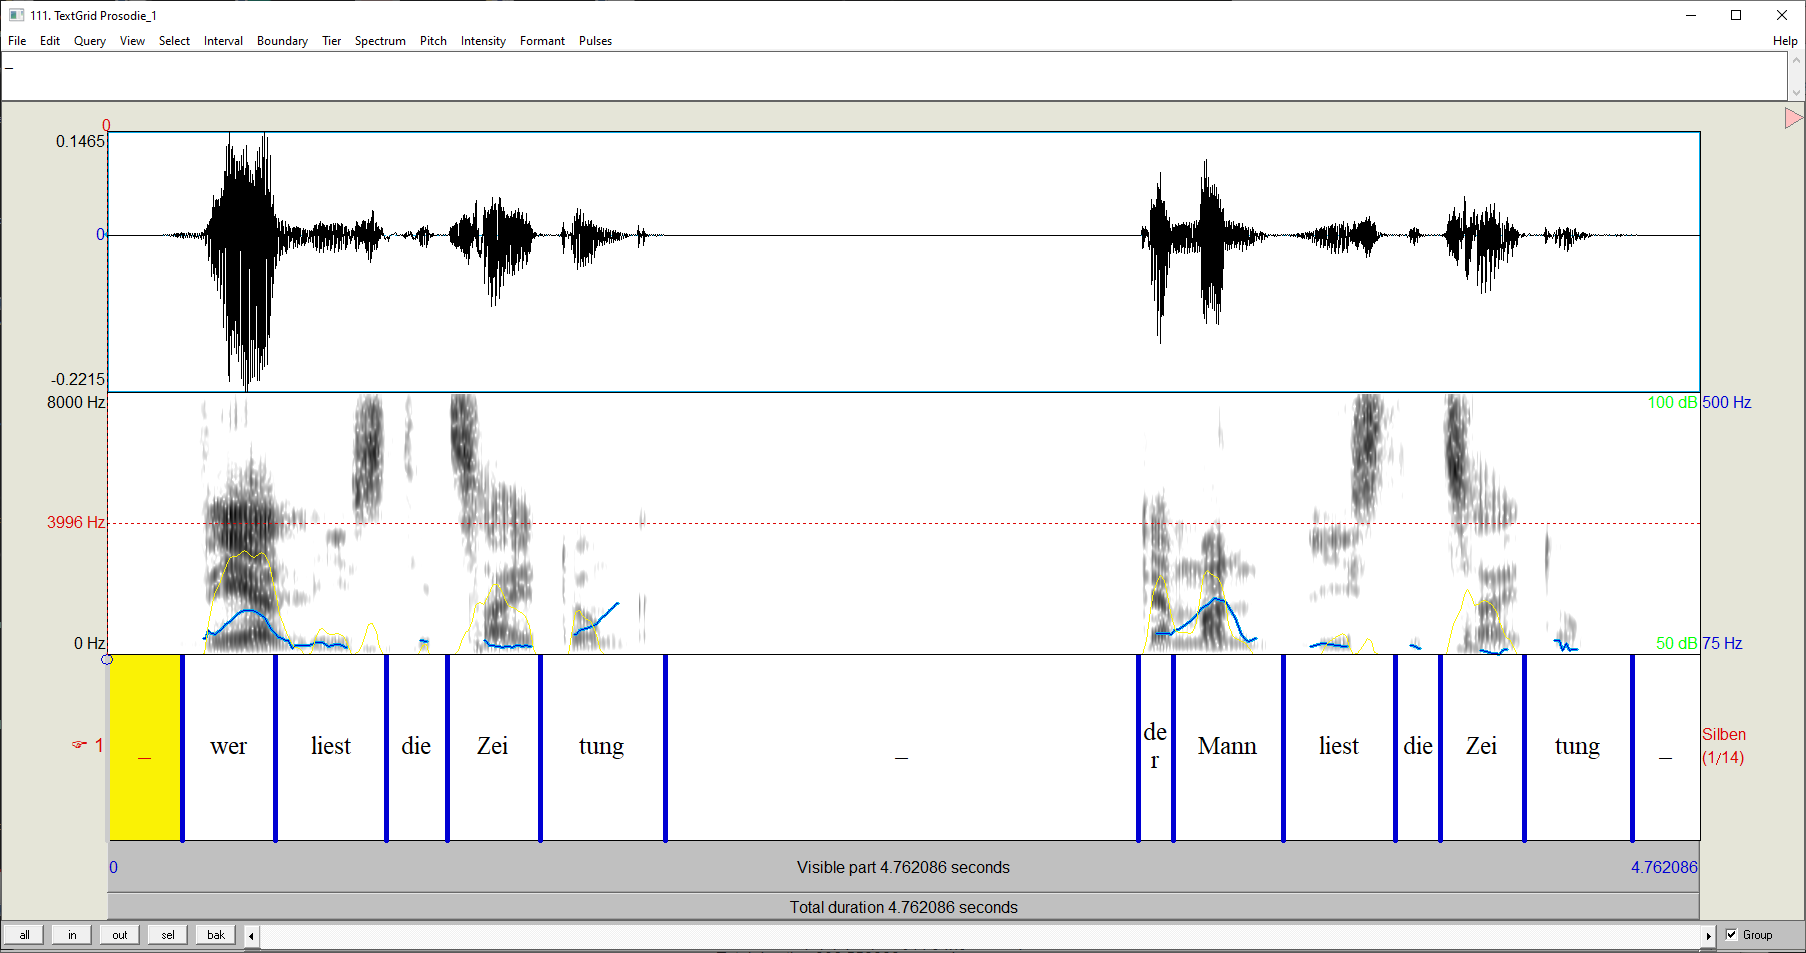 111. TextGrid Prosodie_1
File Edit Query View Select Interval Boundary Tier Spectrum Pitch Intensity Formant Pulses Help
–
0
0.1465
0
-0.2215
8000 Hz 100 dB 500 Hz
3996 Hz
0 Hz 50 dB 75 Hz
☞ 1 _ wer liest die Zei tung _ der Mann liest die Zei tung _ Silben
(1/14)
0 Visible part 4.762086 seconds 4.762086
Total duration 4.762086 seconds
all in out sel bak Group